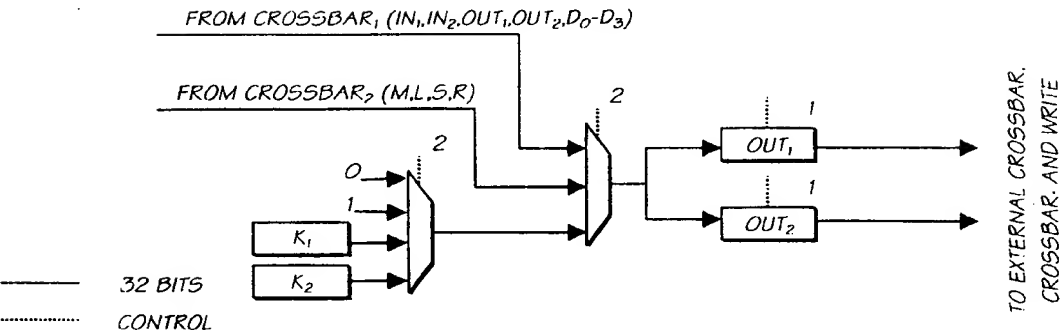 FROM CROSSBAR₁ (IN₁,IN₂,OUT₁,OUT₂,D₀-D₃)
FROM CROSSBAR₂ (M,L,S,R)
2
2
1
OUT₁
1
OUT₂
0
1
K₁
K₂
32 BITS
CONTROL
TO EXTERNAL CROSSBAR,
CROSSBAR, AND WRITE